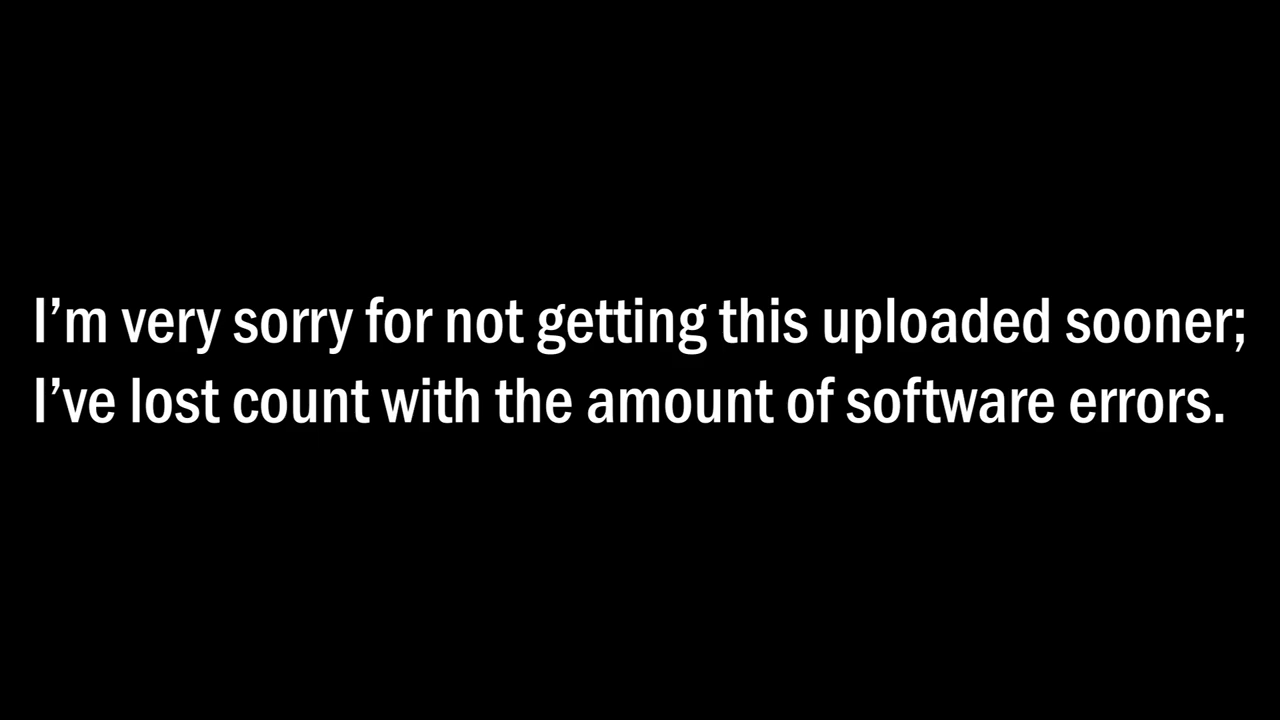 I’m very sorry for not getting this uploaded sooner;
I’ve lost count with the amount of software errors.